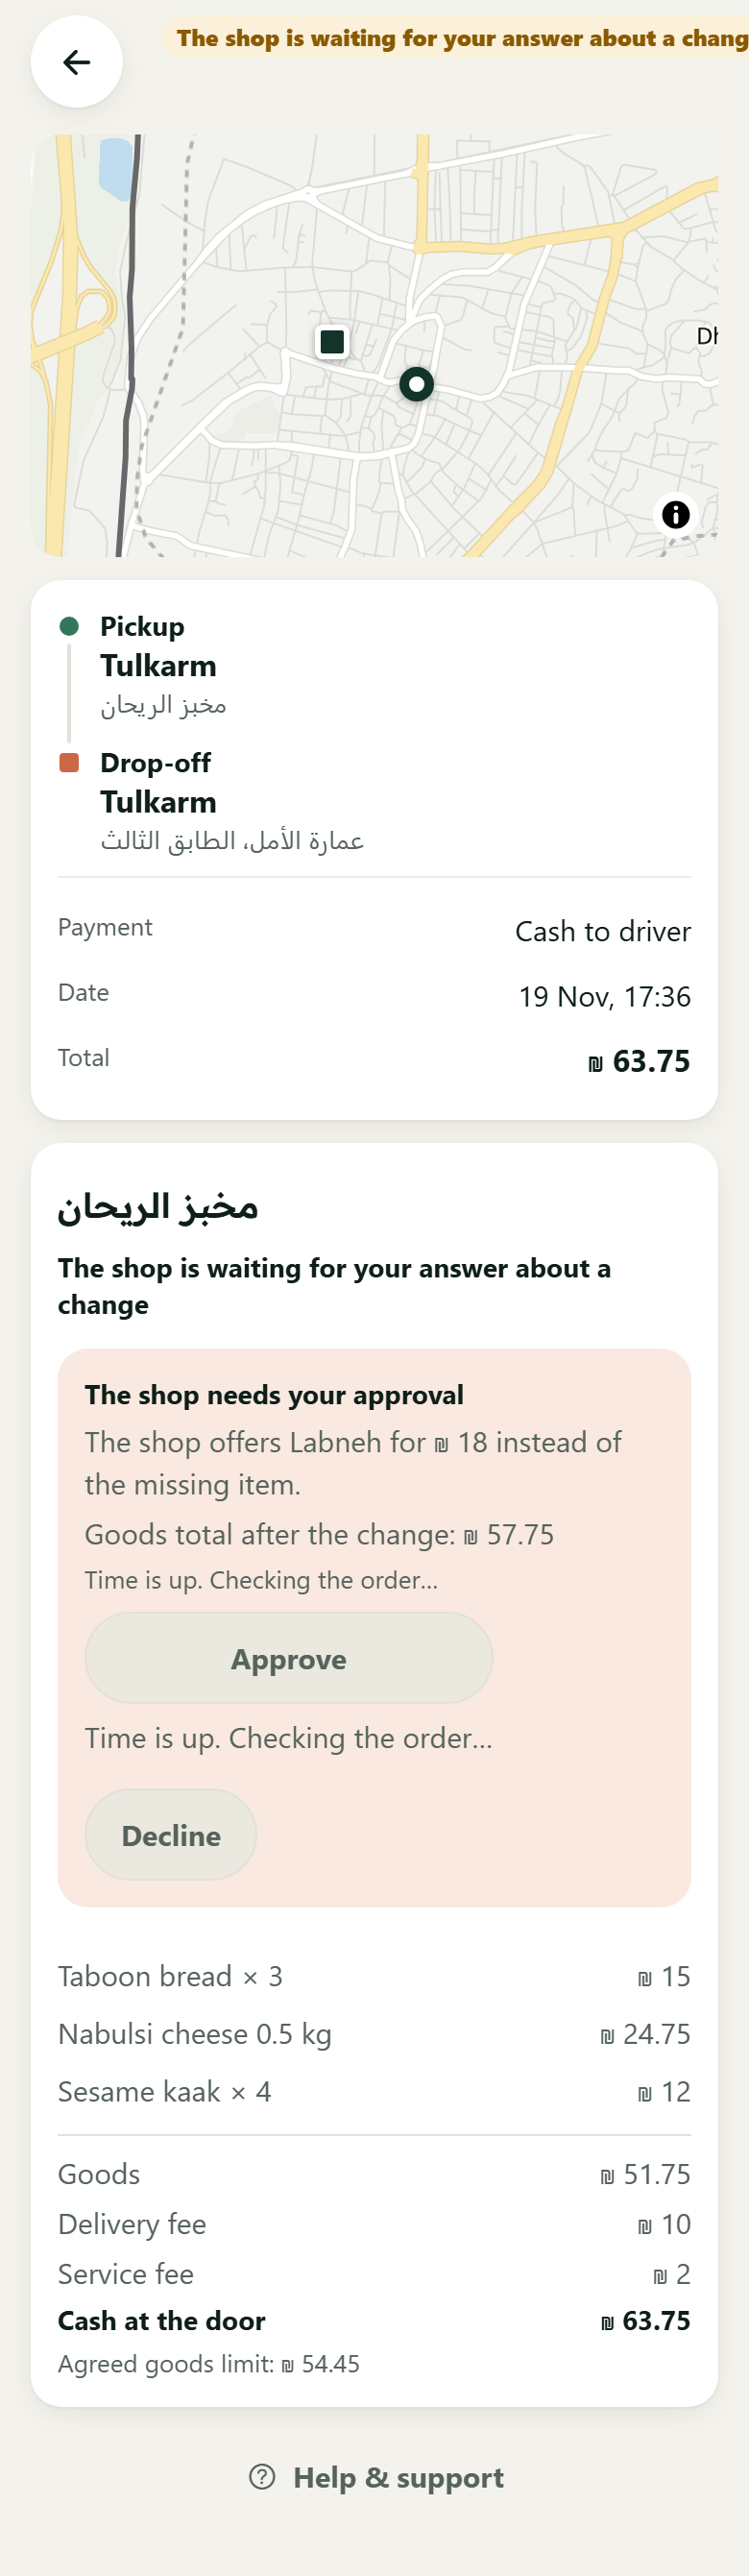 The shop is waiting for your answer about a chang
Dh
Pickup
Tulkarm
مخبز الريحان
Drop-off
Tulkarm
عمارة الأمل، الطابق الثالث
Payment
Cash to driver
Date
19 Nov, 17:36
Total
₪ 63.75
مخبز الريحان
The shop is waiting for your answer about a
change
The shop needs your approval
The shop offers Labneh for ₪ 18 instead of
the missing item.
Goods total after the change: ₪ 57.75
Time is up. Checking the order...
Approve
Time is up. Checking the order...
Decline
Taboon bread × 3
₪ 15
Nabulsi cheese 0.5 kg
₪ 24.75
Sesame kaak × 4
₪ 12
Goods
₪ 51.75
Delivery fee
₪ 10
Service fee
₪ 2
Cash at the door
₪ 63.75
Agreed goods limit: ₪ 54.45
Help & support